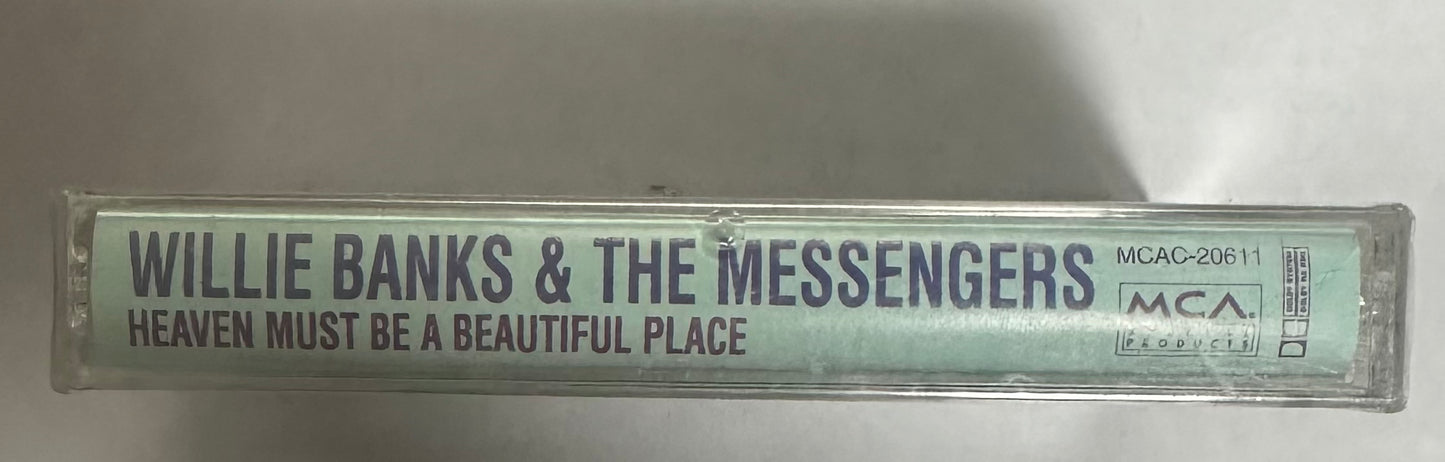 WILLIE BANKS & THE MESSENGERS
HEAVEN MUST BE A BEAUTIFUL PLACE
MCAC-20611
MCA.
PRODUCTS